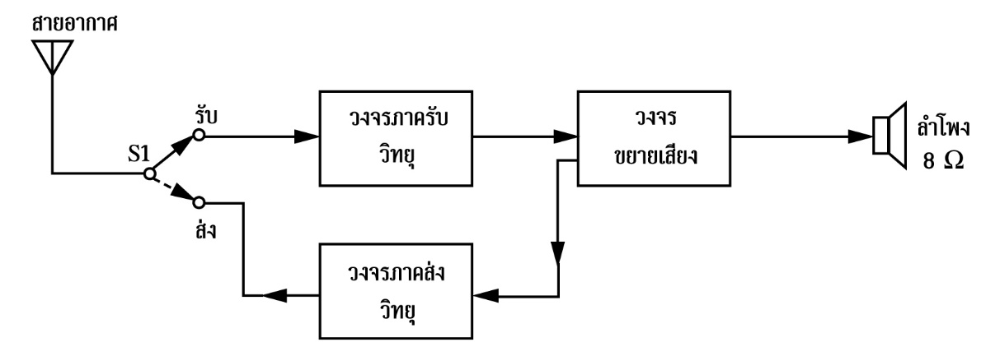 สายอากาศ
รับ
S1
ส่ง
วงจรภาครับ
วิทยุ
วงจร
ขยายเสียง
ลำโพง
8 Ω
วงจรภาคส่ง
วิทยุ